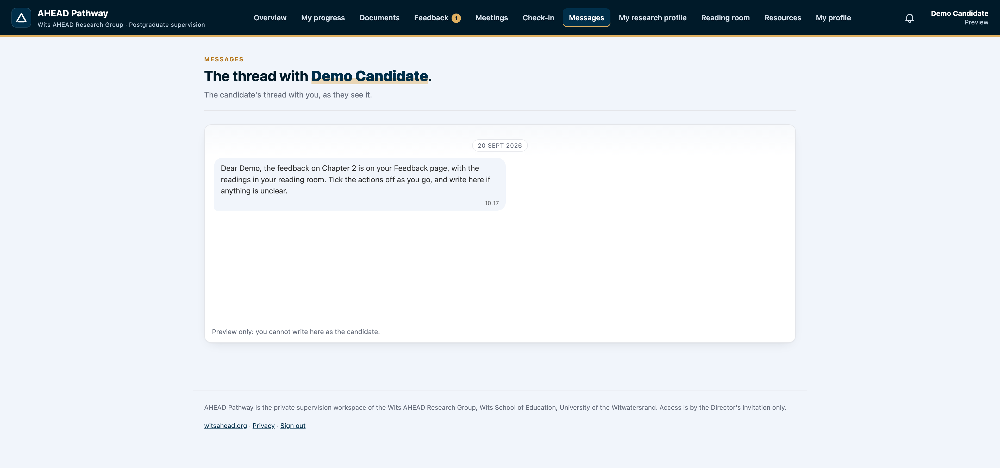 AHEAD Pathway
Wits AHEAD Research Group · Postgraduate supervision
Overview
My progress
Documents
Feedback 1
Meetings
Check-in
Messages
My research profile
Reading room
Resources
My profile
Demo Candidate
Preview
MESSAGES
The thread with Demo Candidate.
The candidate's thread with you, as they see it.
20 SEPT 2026
Dear Demo, the feedback on Chapter 2 is on your Feedback page, with the
readings in your reading room. Tick the actions off as you go, and write here if
anything is unclear.
10:17
Preview only: you cannot write here as the candidate.
AHEAD Pathway is the private supervision workspace of the Wits AHEAD Research Group, Wits School of Education, University of the Witwatersrand. Access is by the Director's invitation only.
witsahead.org · Privacy · Sign out